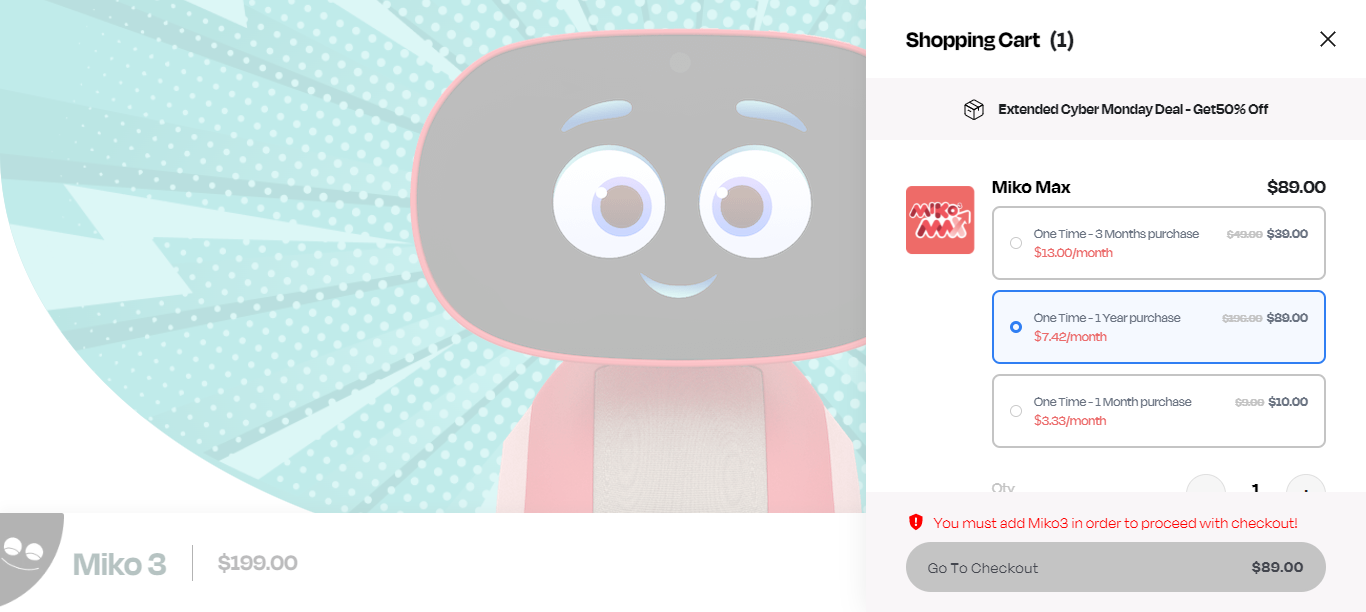 Shopping Cart (1)
Extended Cyber Monday Deal - Get50% Off
MIKO MAX
Miko Max $89.00
One Time - 3 Months purchase $49.00 $39.00
$13.00/month
One Time - 1 Year purchase $89.00
$7.42/month
One Time - 1 Month purchase $9.00 $10.00
$3.33/month
Qty 1
You must add Miko3 in order to proceed with checkout!
Go To Checkout $89.00
Miko 3 $199.00